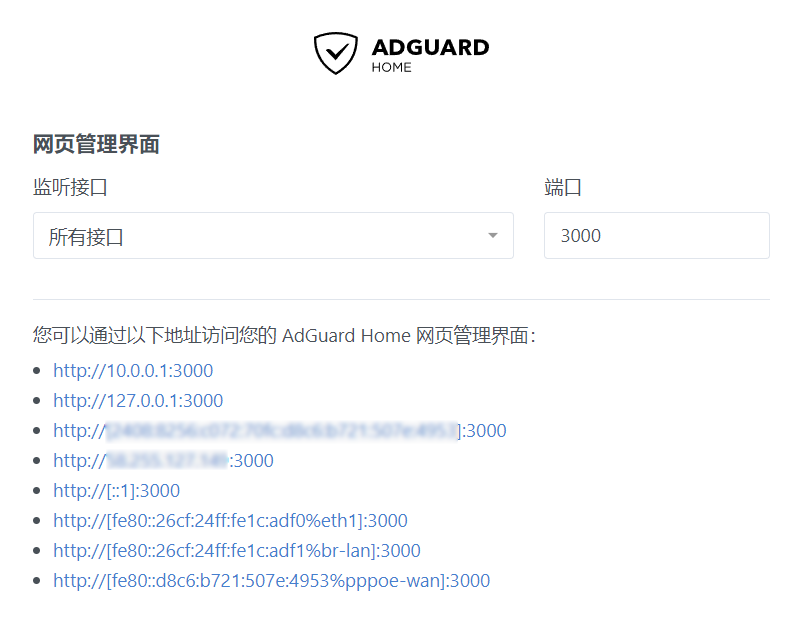 ADGUARD
HOME
网页管理界面
监听接口
端口
所有接口
3000
您可以通过以下地址访问您的 AdGuard Home 网页管理界面：
http://10.0.0.1:3000
http://127.0.0.1:3000
http:// ]:3000
http:// :3000
http://[::1]:3000
http://[fe80::26cf:24ff:fe1c:adf0%eth1]:3000
http://[fe80::26cf:24ff:fe1c:adf1%br-lan]:3000
http://[fe80::d8c6:b721:507e:4953%pppoe-wan]:3000